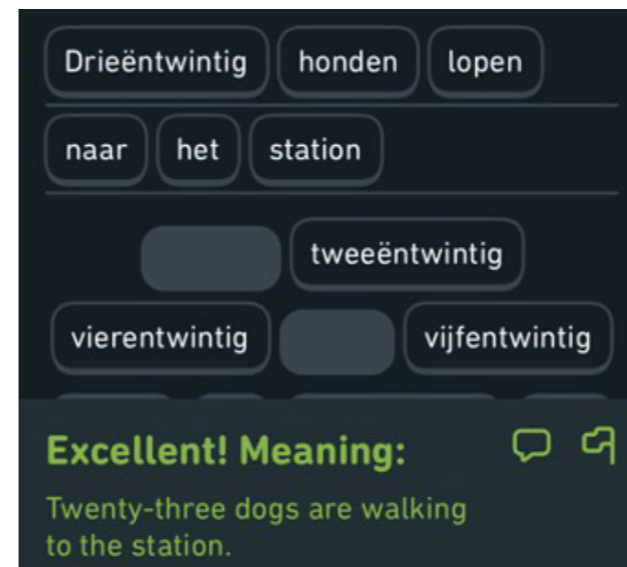 Drieëntwintig honden lopen
naar het station
tweeëntwintig
vierentwintig vijfentwintig
Excellent! Meaning:
Twenty-three dogs are walking
to the station.